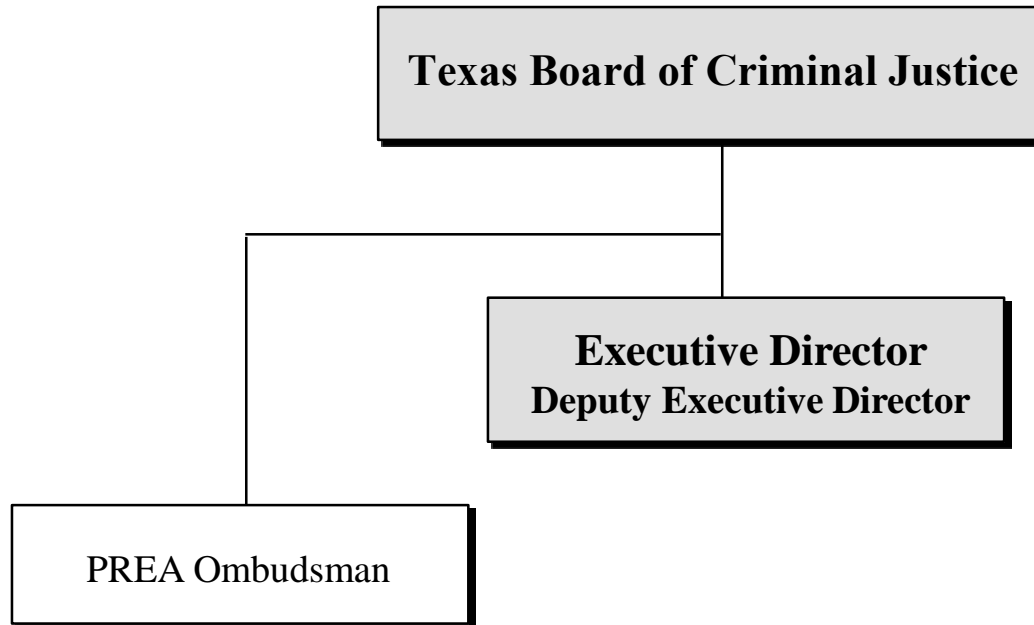 Texas Board of Criminal Justice
Executive Director
Deputy Executive Director
PREA Ombudsman